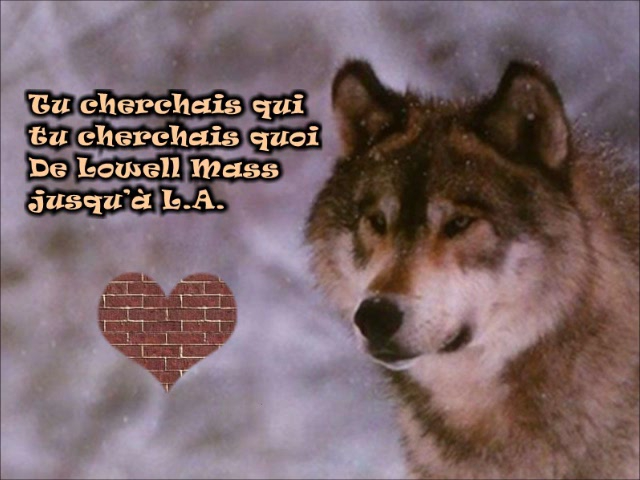 Tu cherchais qui
tu cherchais quoi
De Lowell Mass
jusqu'à L.A.